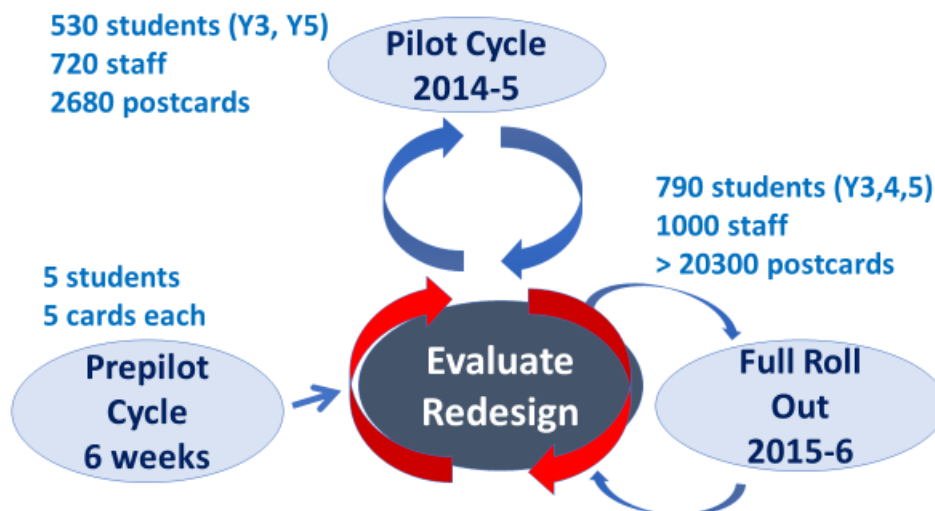 530 students (Y3, Y5)
720 staff
2680 postcards
Pilot Cycle
2014-5
790 students (Y3,4,5)
1000 staff
> 20300 postcards
5 students
5 cards each
Prepilot
Cycle
6 weeks
Evaluate
Redesign
Full Roll
Out
2015-6